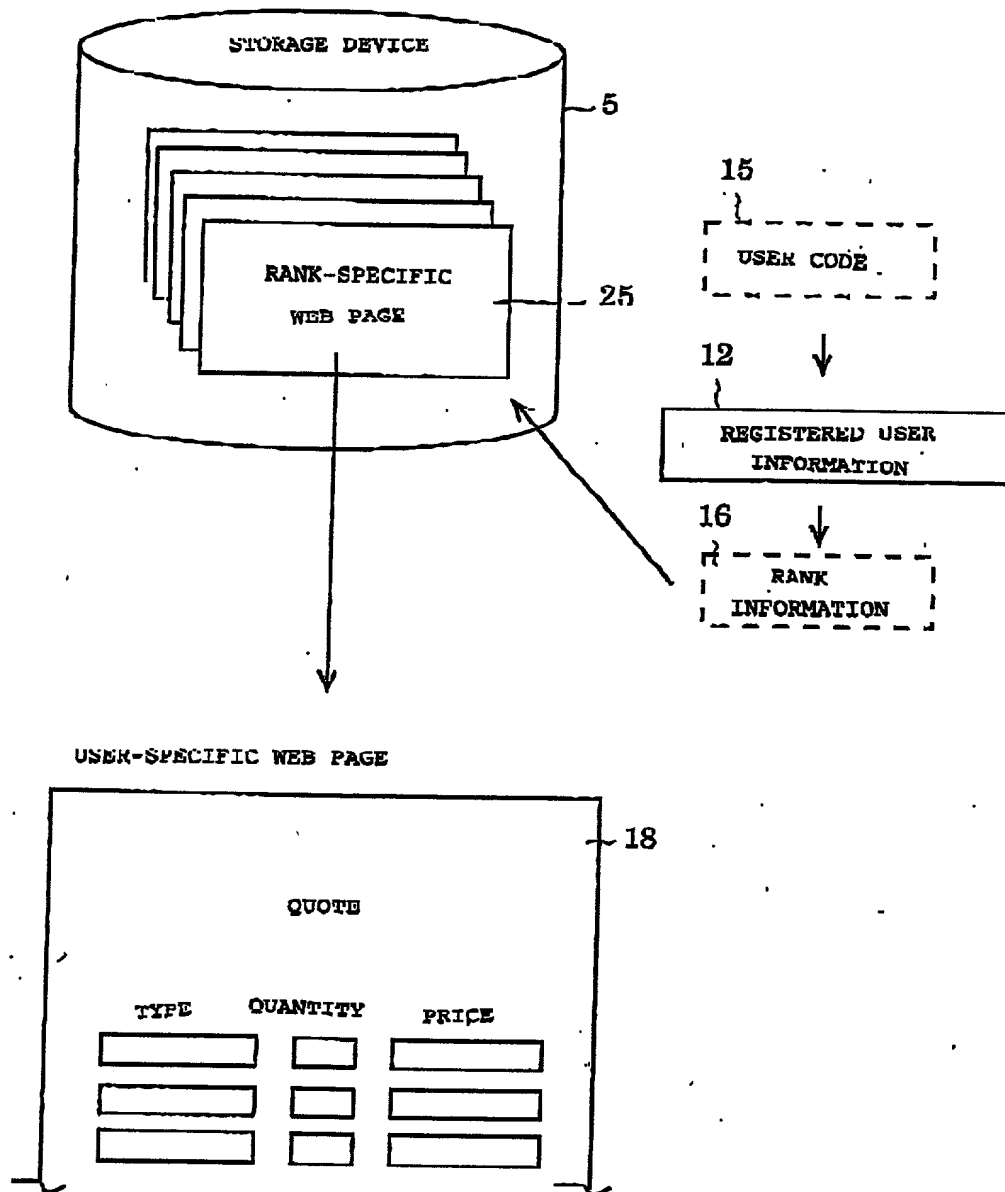 STORAGE DEVICE
5
RANK-SPECIFIC
WEB PAGE
25
15
USER CODE
12
REGISTERED USER
INFORMATION
16
RANK
INFORMATION
USER-SPECIFIC WEB PAGE
18
QUOTE
TYPE QUANTITY PRICE